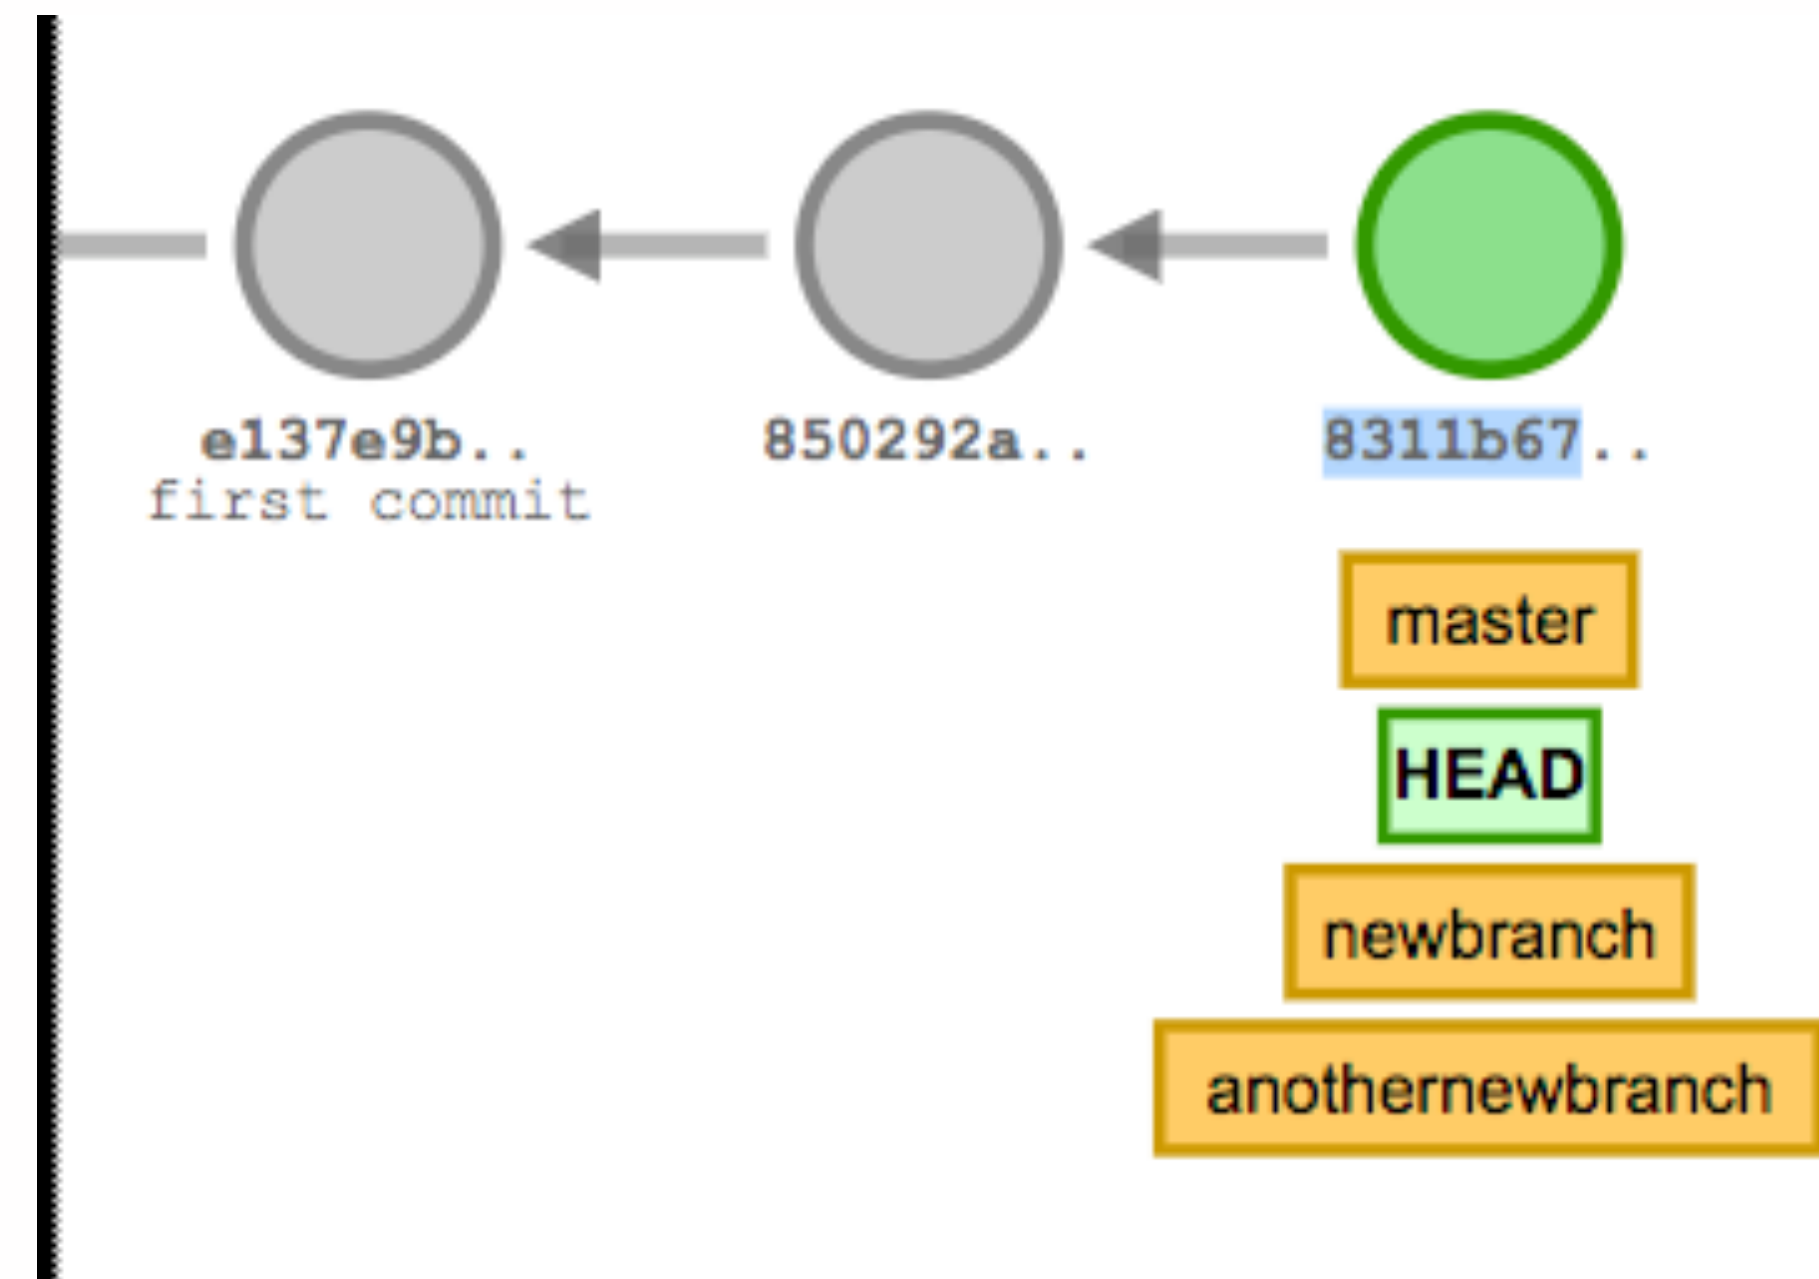 e137e9b.. 850292a.. 8311b67..
first commit
master
HEAD
newbranch
anothernewbranch